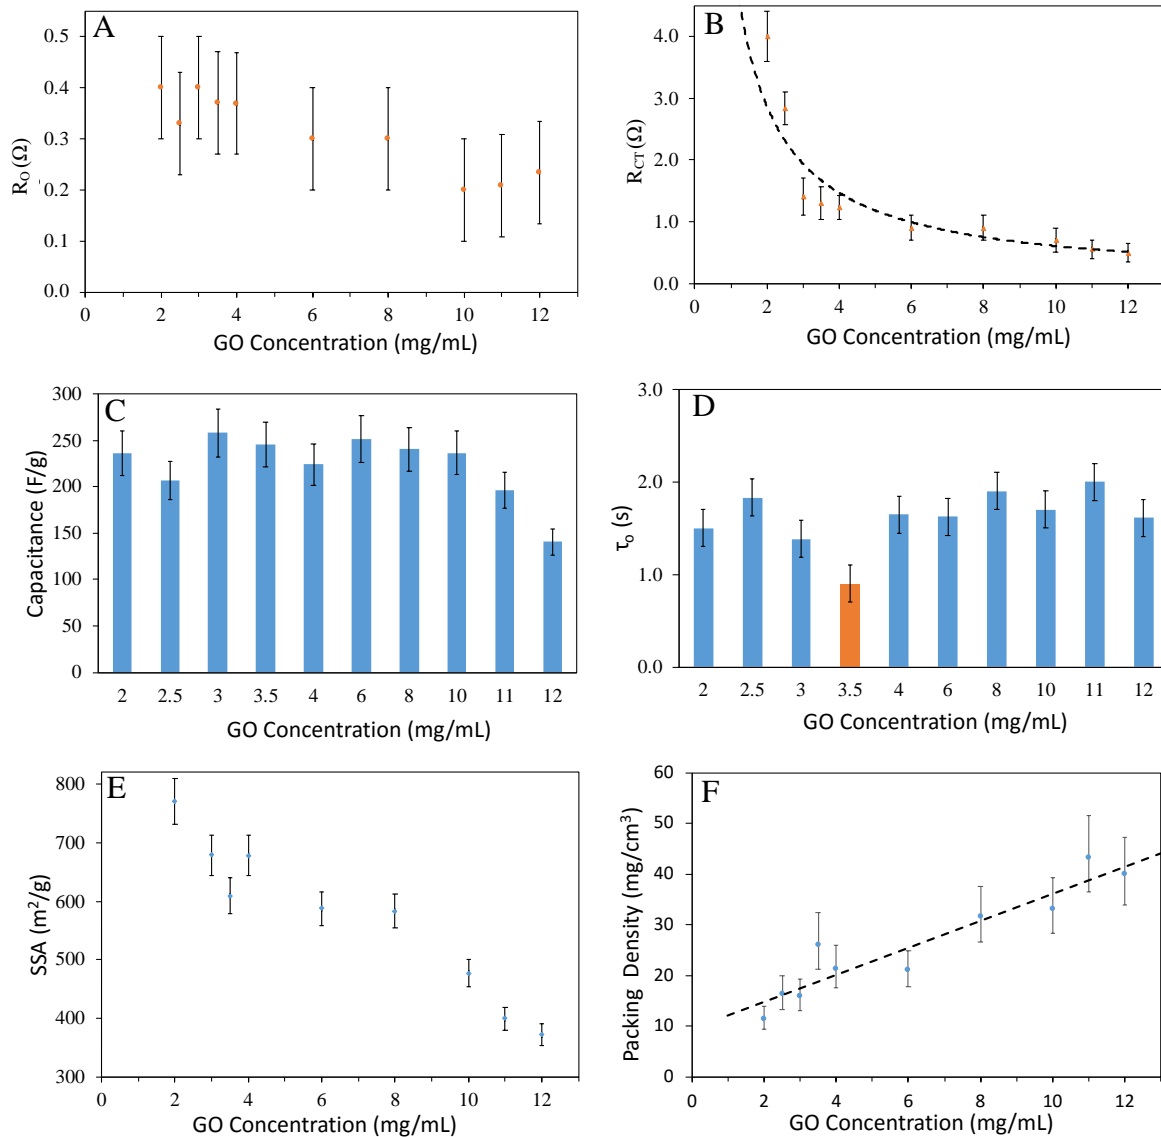 A
0.5
0.4
0.3
0.2
0.1
0.0
R_O (Ω)
0 2 4 6 8 10 12
GO Concentration (mg/mL)
B
4.0
3.0
2.0
1.0
0.0
R_CT (Ω)
0 2 4 6 8 10 12
GO Concentration (mg/mL)
C
300
250
200
150
100
50
0
Capacitance (F/g)
2 2.5 3 3.5 4 6 8 10 11 12
GO Concentration (mg/mL)
D
3.0
2.0
1.0
0.0
τ_o (s)
2 2.5 3 3.5 4 6 8 10 11 12
GO Concentration (mg/mL)
E
800
700
600
500
400
300
SSA (m²/g)
0 2 4 6 8 10 12
GO Concentration (mg/mL)
F
60
50
40
30
20
10
0
Packing Density (mg/cm³)
0 2 4 6 8 10 12
GO Concentration (mg/mL)